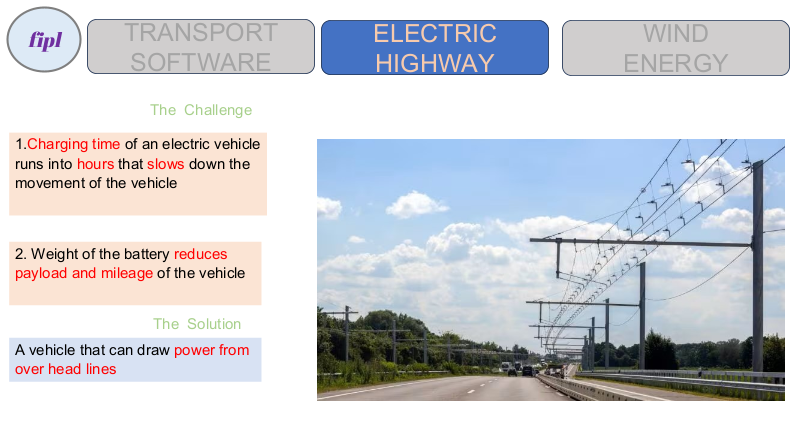 fipl
TRANSPORT
SOFTWARE
ELECTRIC
HIGHWAY
WIND
ENERGY
The Challenge
1.Charging time of an electric vehicle
runs into hours that slows down the
movement of the vehicle
2. Weight of the battery reduces
payload and mileage of the vehicle
The Solution
A vehicle that can draw power from
over head lines